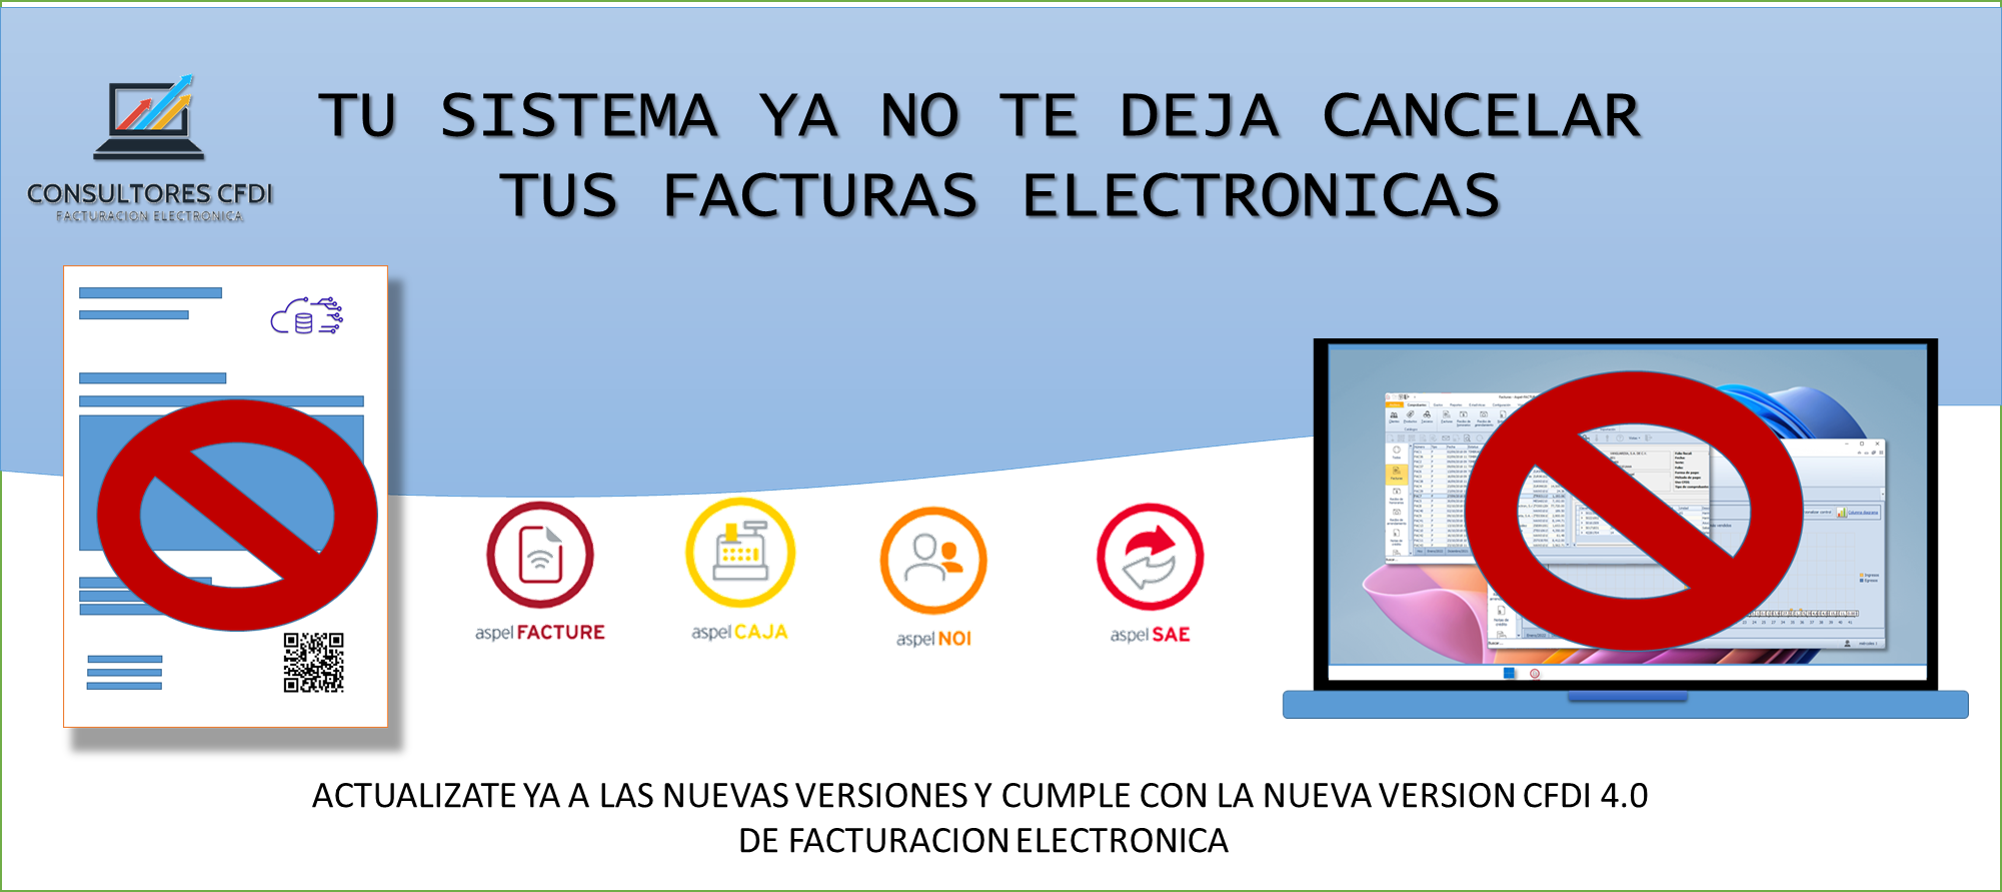 TU SISTEMA YA NO TE DEJA CANCELAR
TUS FACTURAS ELECTRONICAS
CONSULTORES CFDI
FACTURACION ELECTRONICA
aspel FACTURE
aspel CAJA
aspel NOI
aspel SAE
ACTUALIZATE YA A LAS NUEVAS VERSIONES Y CUMPLE CON LA NUEVA VERSION CFDI 4.0
DE FACTURACION ELECTRONICA